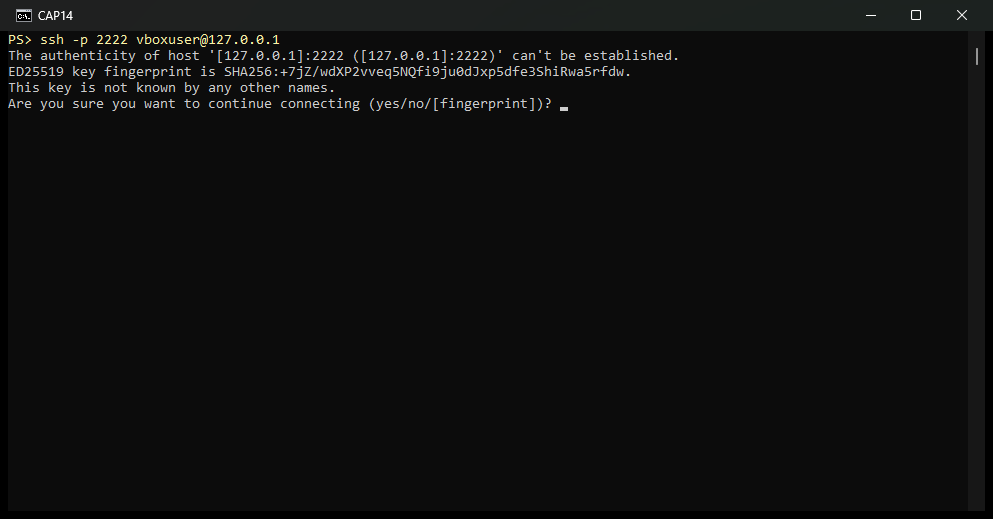 CAP14
PS> ssh -p 2222 vboxuser@127.0.0.1
The authenticity of host '[127.0.0.1]:2222 ([127.0.0.1]:2222)' can't be established.
ED25519 key fingerprint is SHA256:+7jZ/wdXP2vveq5NQfi9ju0dJxp5dfe3ShiRwa5rfdw.
This key is not known by any other names.
Are you sure you want to continue connecting (yes/no/[fingerprint])?